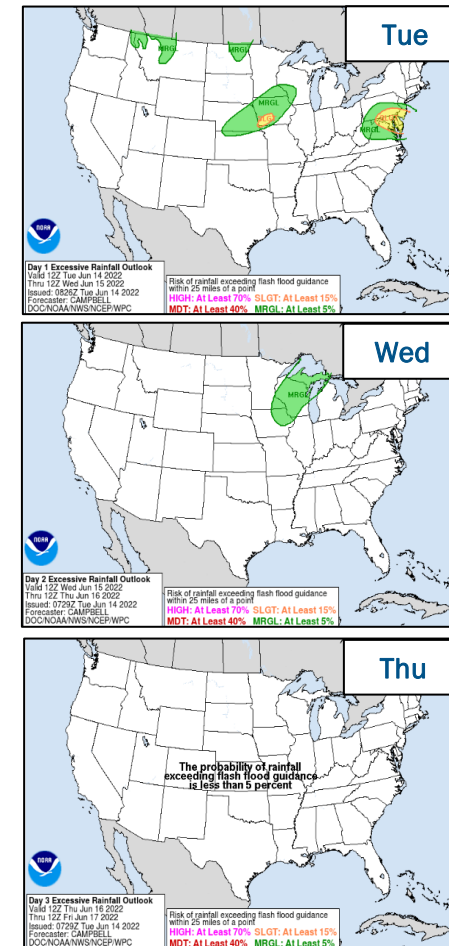 Tue
MRGL
MRGL
MRGL
SLGT
MRGL
NOAA
Day 1 Excessive Rainfall Outlook
Valid 12Z Tue Jun 14 2022
Thru 12Z Wed Jun 15 2022
Issued: 0826Z Tue Jun 14 2022
Forecaster: CAMPBELL
DOC/NOAA/NWS/NCEP/WPC
Risk of rainfall exceeding flash flood guidance
within 25 miles of a point
HIGH: At Least 70% SLGT: At Least 15%
MDT: At Least 40% MRGL: At Least 5%
Wed
MRGL
NOAA
Day 2 Excessive Rainfall Outlook
Valid 12Z Wed Jun 15 2022
Thru 12Z Thu Jun 16 2022
Issued: 0729Z Tue Jun 14 2022
Forecaster: CAMPBELL
DOC/NOAA/NWS/NCEP/WPC
Risk of rainfall exceeding flash flood guidance
within 25 miles of a point
HIGH: At Least 70% SLGT: At Least 15%
MDT: At Least 40% MRGL: At Least 5%
Thu
The probability of rainfall
exceeding flash flood guidance
is less than 5 percent
NOAA
Day 3 Excessive Rainfall Outlook
Valid 12Z Thu Jun 16 2022
Thru 12Z Fri Jun 17 2022
Issued: 0729Z Tue Jun 14 2022
Forecaster: CAMPBELL
DOC/NOAA/NWS/NCEP/WPC
Risk of rainfall exceeding flash flood guidance
within 25 miles of a point
HIGH: At Least 70% SLGT: At Least 15%
MDT: At Least 40% MRGL: At Least 5%